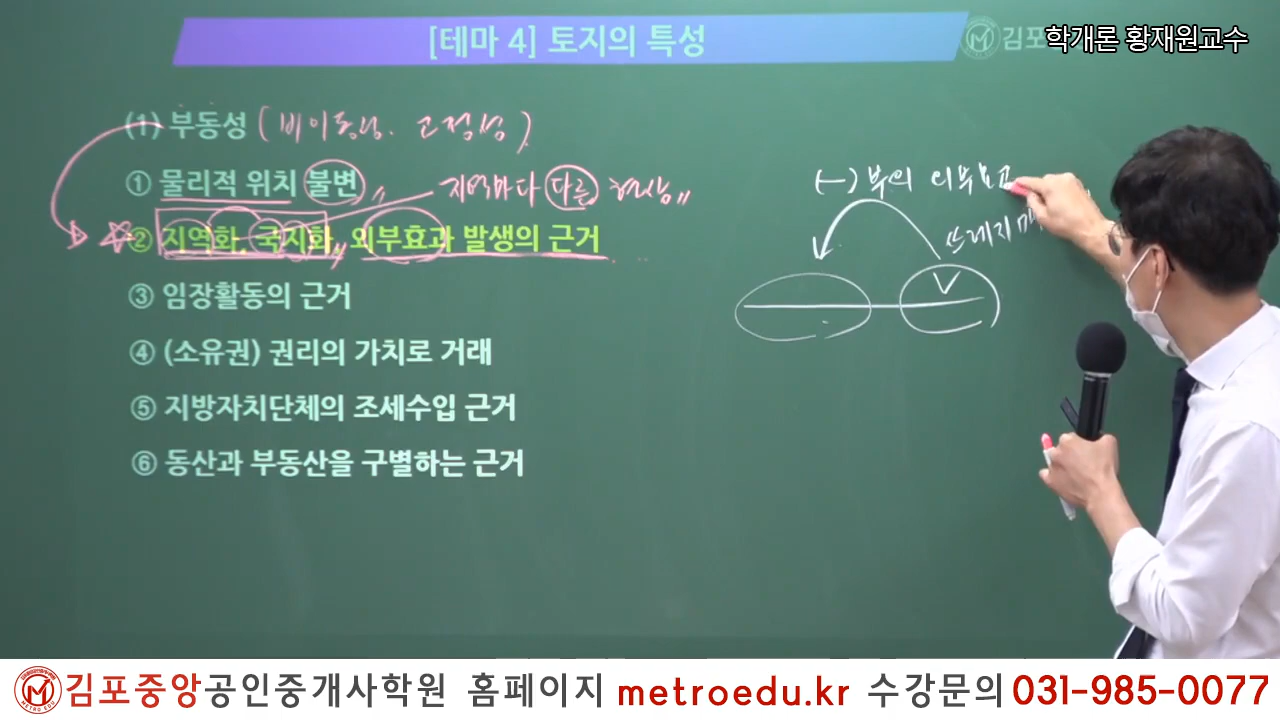 [테마 4] 토지의 특성
김포
학개론 황재원교수
(1) 부동성 (비이동성. 고정성).
① 물리적 위치 불변〃 지역마다 다른 현상〃
② 지역화, 국지화, 외부효과 발생의 근거
③ 임장활동의 근거
④ (소유권) 권리의 가치로 거래
⑤ 지방자치단체의 조세수입 근거
⑥ 동산과 부동산을 구별하는 근거
(-) 부의 외부효과
쓰레지 매
METRO EDU
김포중앙공인중개사학원 홈페이지 metroedu.kr 수강문의 031-985-0077